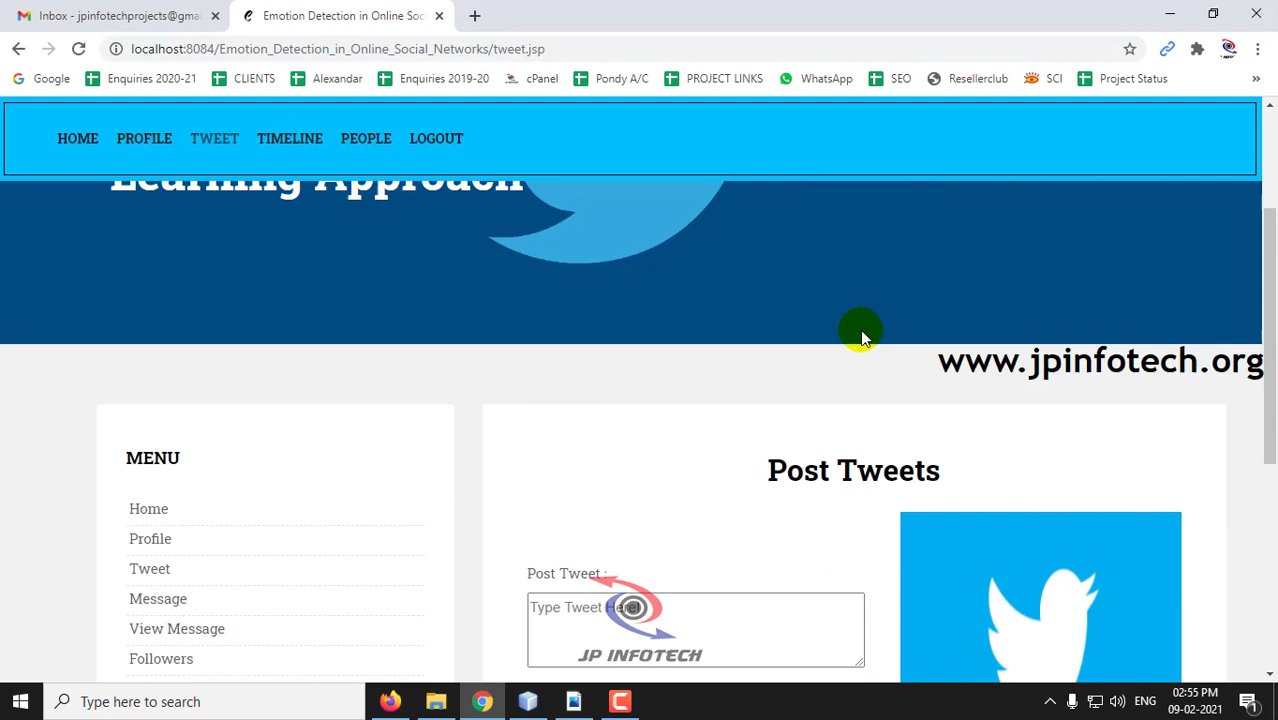 Inbox - jpinfotechprojects@gma
Emotion Detection in Online Soc
localhost:8084/Emotion_Detection_in_Online_Social_Networks/tweet.jsp
Google Enquiries 2020-21 CLIENTS Alexandar Enquiries 2019-20 cPanel Pondy A/C PROJECT LINKS WhatsApp SEO Resellerclub SCI Project Status »
HOME PROFILE TWEET TIMELINE PEOPLE LOGOUT
Learning Approach
www.jpinfotech.org
MENU
Home
Profile
Tweet
Message
View Message
Followers
Post Tweets
Post Tweet :
Type Tweet Here!
JP INFOTECH
Type here to search
ENG
02:55 PM
09-02-2021
1